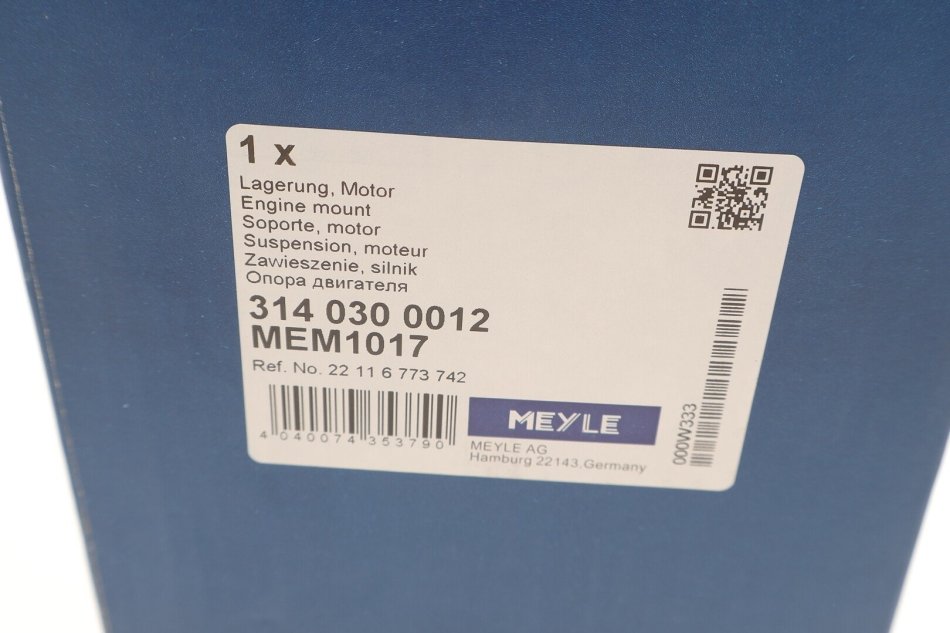 1 x
Lagerung, Motor
Engine mount
Soporte, motor
Suspension, moteur
Zawieszenie, silnik
Опора двигателя
314 030 0012
MEM1017
Ref. No. 22 11 6 773 742
4 040074 353790
MEYLE
MEYLE AG
Hamburg 22143.Germany
000W333